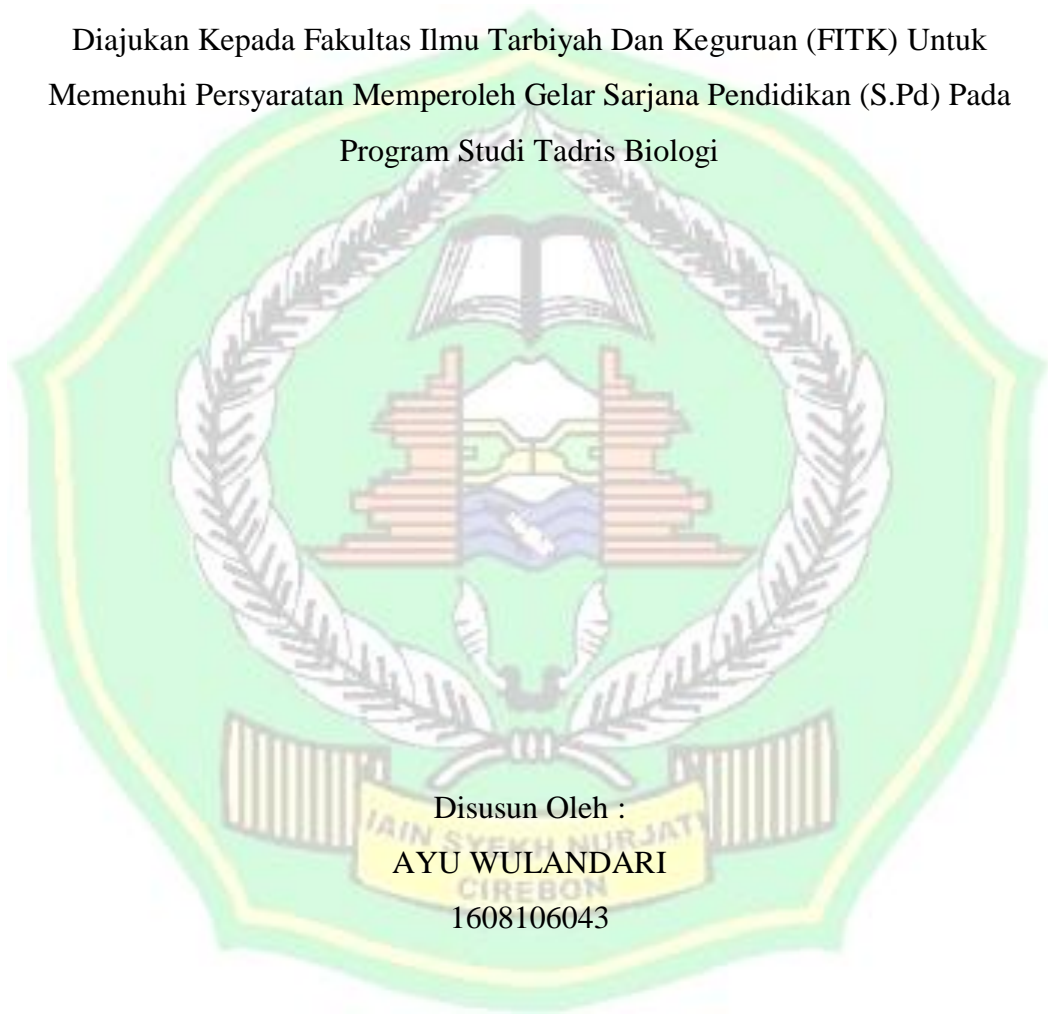 Diajukan Kepada Fakultas Ilmu Tarbiyah Dan Keguruan (FITK) Untuk
Memenuhi Persyaratan Memperoleh Gelar Sarjana Pendidikan (S.Pd) Pada
Program Studi Tadris Biologi
Disusun Oleh :
IAIN SYEKH NURJATI
AYU WULANDARI
CIREBON
1608106043